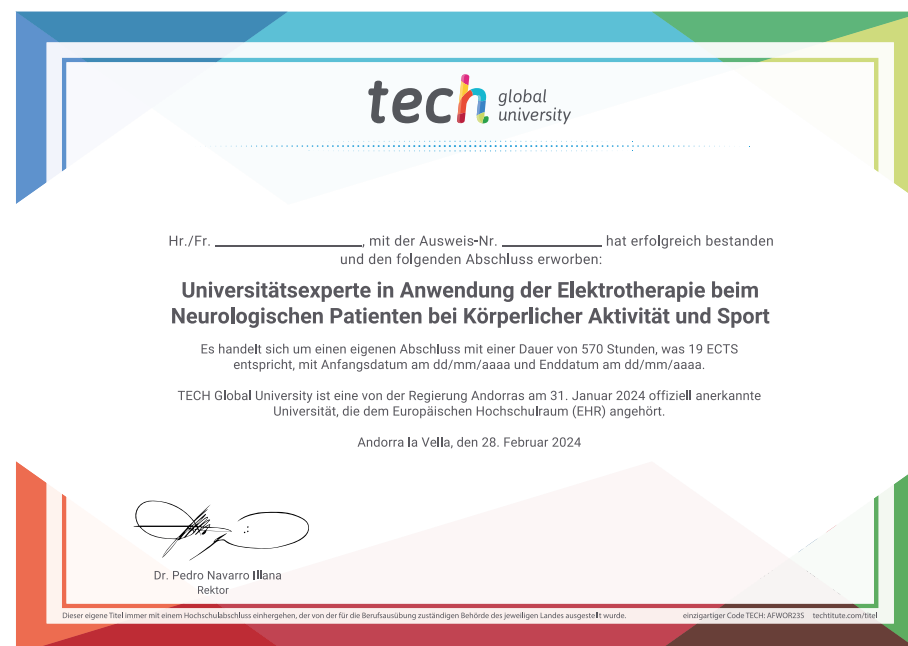 tech global university
Hr./Fr. ____________________, mit der Ausweis-Nr. ______________ hat erfolgreich bestanden
und den folgenden Abschluss erworben:
Universitätsexperte in Anwendung der Elektrotherapie beim
Neurologischen Patienten bei Körperlicher Aktivität und Sport
Es handelt sich um einen eigenen Abschluss mit einer Dauer von 570 Stunden, was 19 ECTS
entspricht, mit Anfangsdatum am dd/mm/aaaa und Enddatum am dd/mm/aaaa.
TECH Global University ist eine von der Regierung Andorras am 31. Januar 2024 offiziell anerkannte
Universität, die dem Europäischen Hochschulraum (EHR) angehört.
Andorra la Vella, den 28. Februar 2024
Dr. Pedro Navarro Illana
Rektor
Dieser eigene Titel immer mit einem Hochschulabschluss einhergehen, der von der für die Berufsausübung zuständigen Behörde des jeweiligen Landes ausgestellt wurde. einzigartiger Code TECH: AFWOR23S techtitute.com/titel